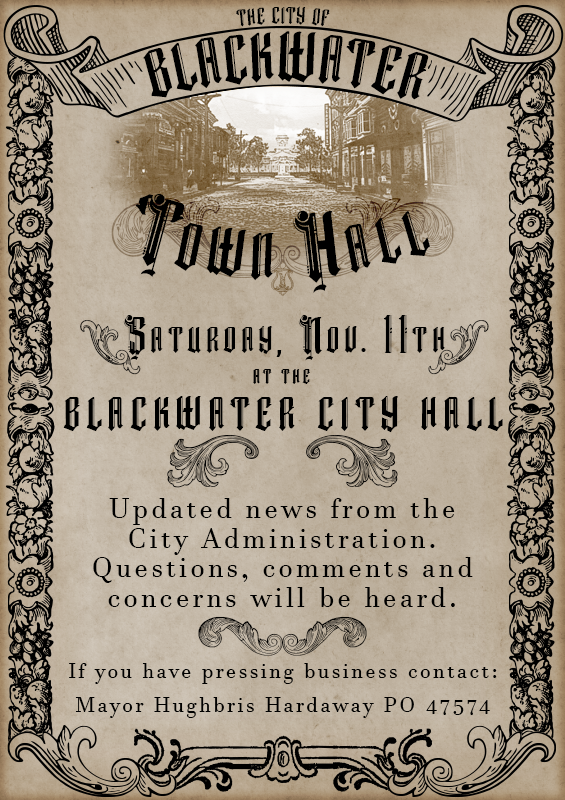 THE CITY OF
BLACKWATER
Town Hall
Saturday, Nov. 11th
AT THE
BLACKWATER CITY HALL
Updated news from the
City Administration.
Questions, comments and
concerns will be heard.
If you have pressing business contact:
Mayor Hughbris Hardaway PO 47574